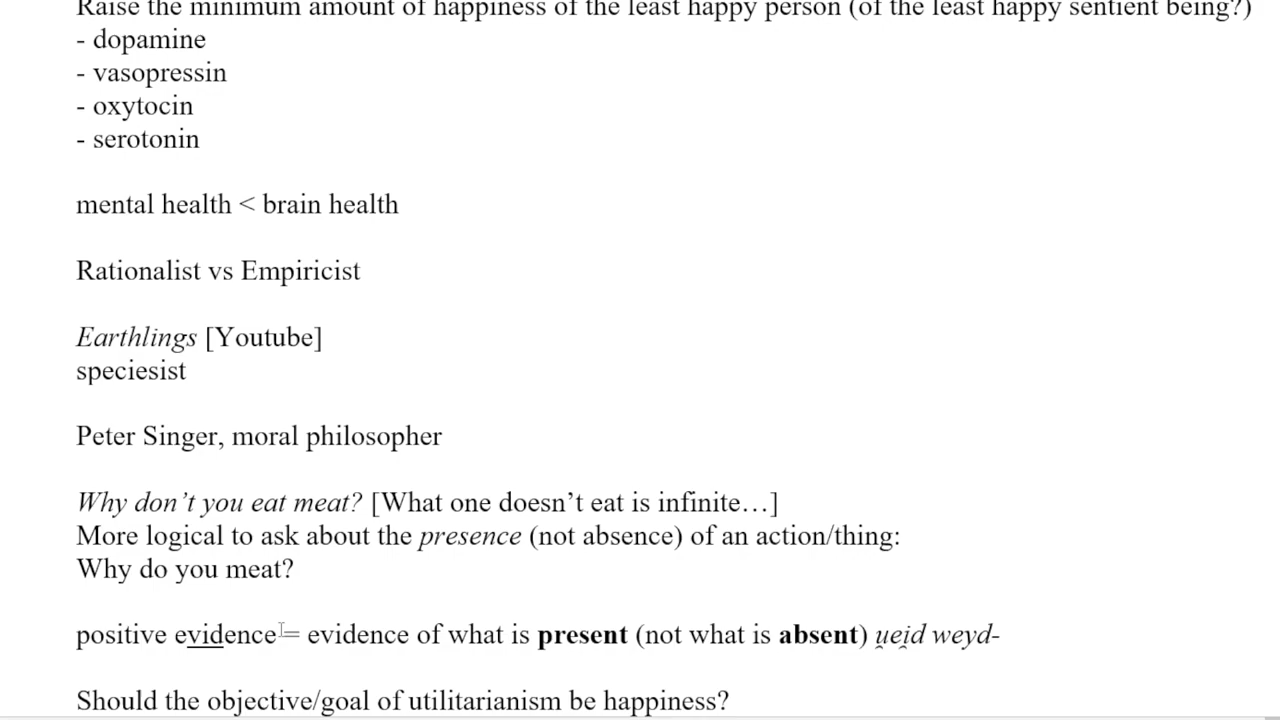 Raise the minimum amount of happiness of the least happy person (of the least happy sentient being?)
- dopamine
- vasopressin
- oxytocin
- serotonin
mental health < brain health
Rationalist vs Empiricist
Earthlings [Youtube]
speciesist
Peter Singer, moral philosopher
Why don’t you eat meat? [What one doesn’t eat is infinite…]
More logical to ask about the presence (not absence) of an action/thing:
Why do you meat?
positive evidence = evidence of what is present (not what is absent) u̯ei̯d weyd-
Should the objective/goal of utilitarianism be happiness?